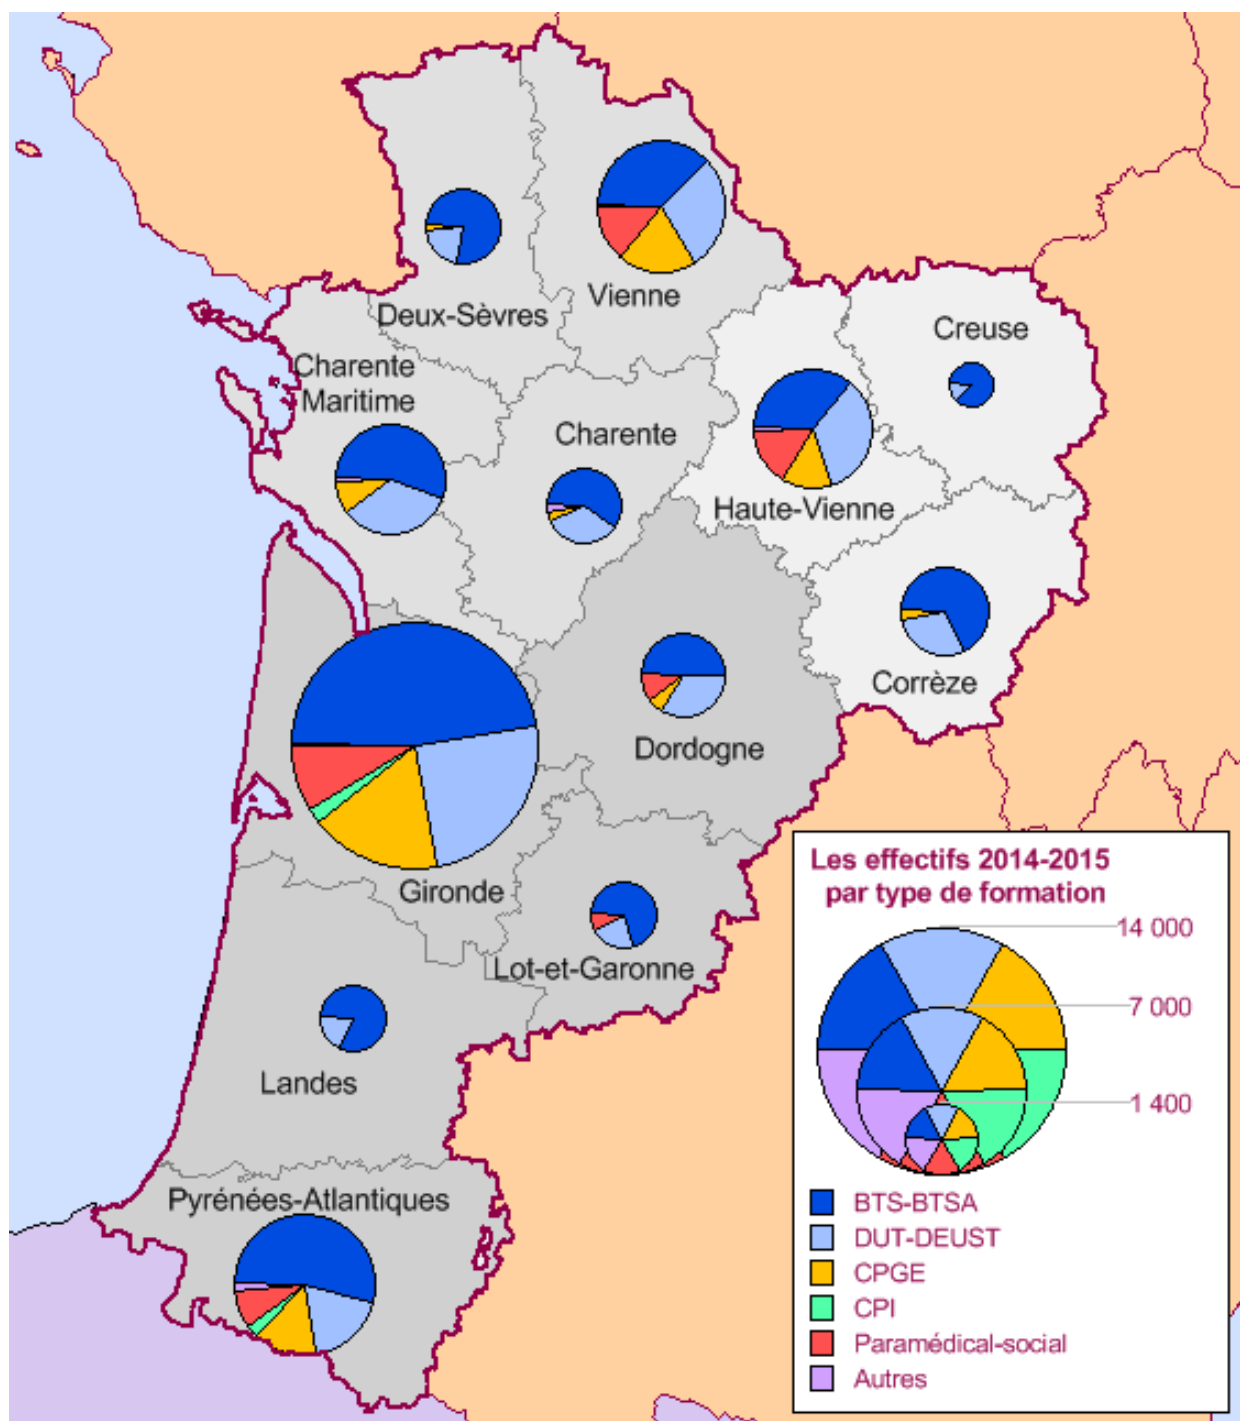 Vienne
Deux-Sèvres
Creuse
Charente
Maritime
Charente
Haute-Vienne
Corrèze
Dordogne
Gironde
Lot-et-Garonne
Landes
Pyrénées-Atlantiques
Les effectifs 2014-2015
par type de formation
14 000
7 000
1 400
BTS-BTSA
DUT-DEUST
CPGE
CPI
Paramédical-social
Autres